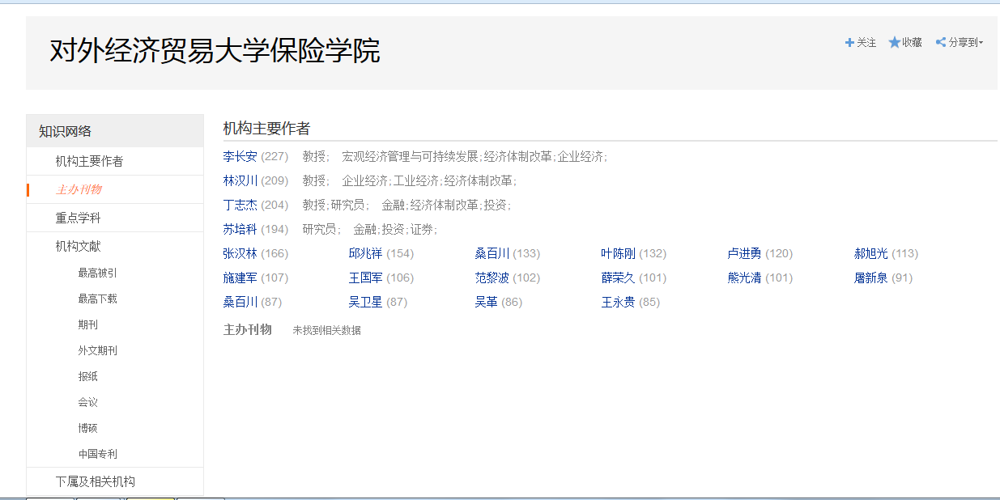 对外经济贸易大学保险学院
关注 收藏 分享到
知识网络
机构主要作者
主办刊物
重点学科
机构文献
最高被引
最高下载
期刊
外文期刊
报纸
会议
博硕
中国专利
下属及相关机构
机构主要作者
李长安 (227) 教授; 宏观经济管理与可持续发展;经济体制改革;企业经济;
林汉川 (209) 教授; 企业经济;工业经济;经济体制改革;
丁志杰 (204) 教授;研究员; 金融;经济体制改革;投资;
苏培科 (194) 研究员; 金融;投资;证券;
张汉林 (166) 邱兆祥 (154) 桑百川 (133) 叶陈刚 (132) 卢进勇 (120) 郝旭光 (113)
施建军 (107) 王国军 (106) 范黎波 (102) 薛荣久 (101) 熊光清 (101) 屠新泉 (91)
桑百川 (87) 吴卫星 (87) 吴革 (86) 王永贵 (85)
主办刊物 未找到相关数据